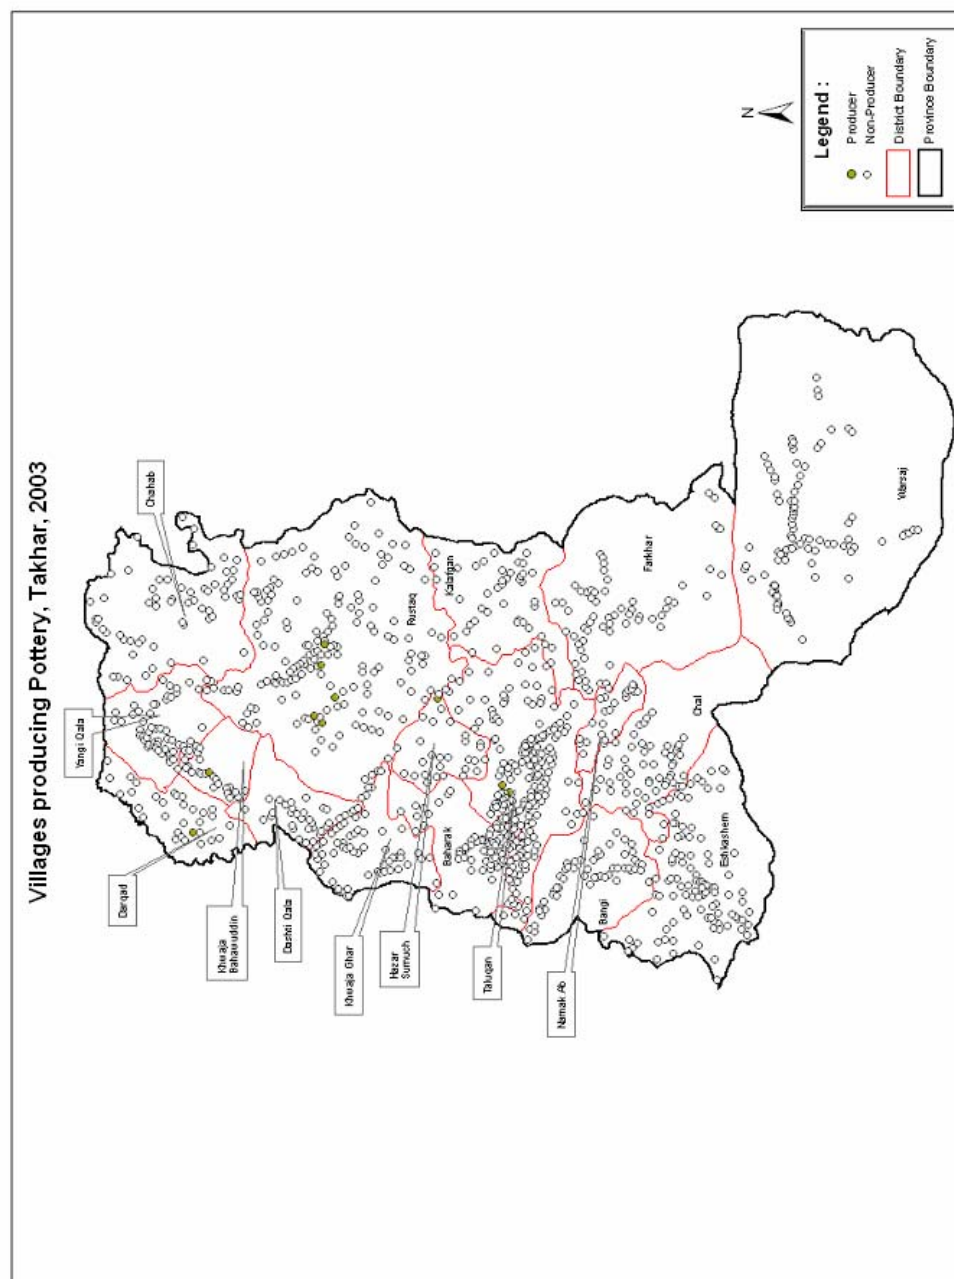 Villages producing Pottery, Takhar, 2003
N
Legend :
Producer
Non-Producer
District Boundary
Province Boundary
Chahab
Yangi Qala
Darqad
Khwaja
Bahawuddin
Dashti Qala
Khwaja Ghar
Hazar
Sumuch
Taluqan
Namak Ab
Rustaq
Kalafgan
Baharak
Farkhar
Bangi
Chal
Eshkashem
Warsaj